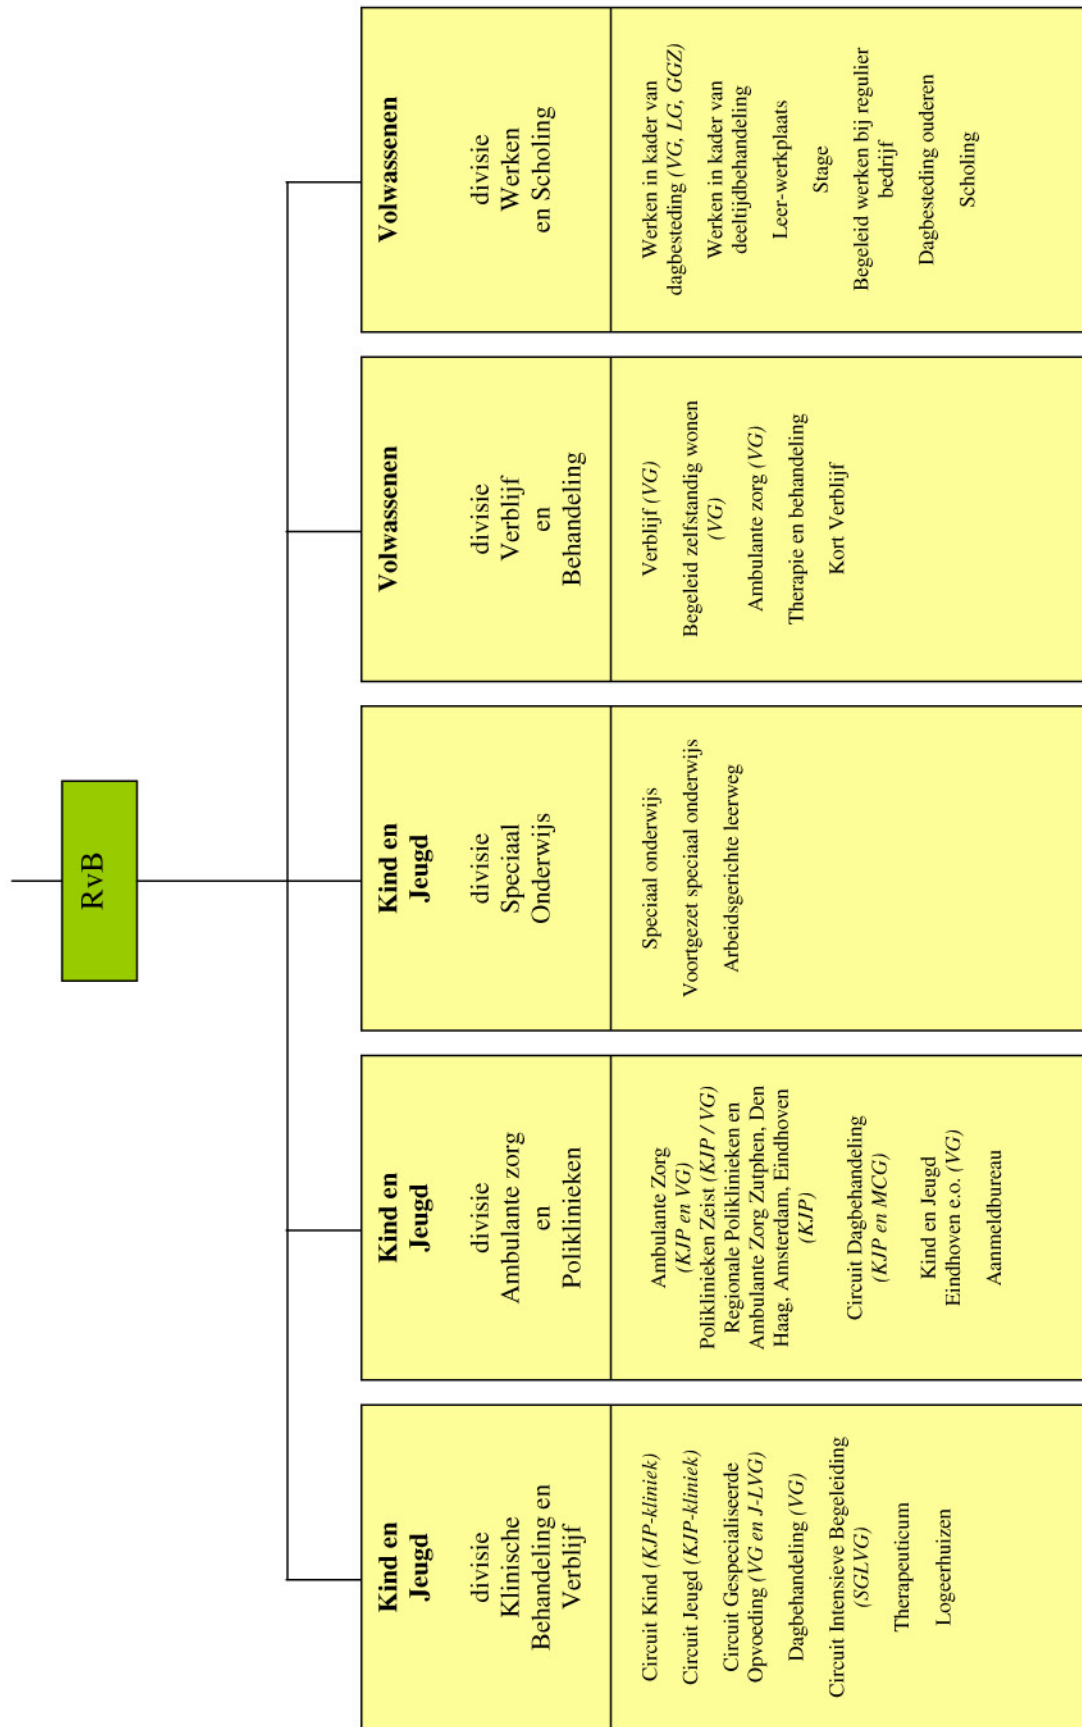 RvB
Kind en
Jeugd
divisie
Klinische
Behandeling en
Verblijf
Circuit Kind (KJP-kliniek)
Circuit Jeugd (KJP-kliniek)
Circuit Gespecialiseerde
Opvoeding (VG en J-LVG)
Dagbehandeling (VG)
Circuit Intensieve Begeleiding
(SGLVG)
Therapeuticum
Logeerhuizen
Kind en
Jeugd
divisie
Ambulante zorg
en
Poliklinieken
Ambulante Zorg
(KJP en VG)
Poliklinieken Zeist (KJP / VG)
Regionale Poliklinieken en
Ambulante Zorg Zutphen, Den
Haag, Amsterdam, Eindhoven
(KJP)
Circuit Dagbehandeling
(KJP en MCG)
Kind en Jeugd
Eindhoven e.o. (VG)
Aanmeldbureau
Kind en
Jeugd
divisie
Speciaal
Onderwijs
Speciaal onderwijs
Voortgezet speciaal onderwijs
Arbeidsgerichte leerweg
Volwassenen
divisie
Verblijf
en
Behandeling
Verblijf (VG)
Begeleid zelfstandig wonen
(VG)
Ambulante zorg (VG)
Therapie en behandeling
Kort Verblijf
Volwassenen
divisie
Werken
en Scholing
Werken in kader van
dagbesteding (VG, LG, GGZ)
Werken in kader van
deeltijdbehandeling
Leer-werkplaats
Stage
Begeleid werken bij regulier
bedrijf
Dagbesteding ouderen
Scholing